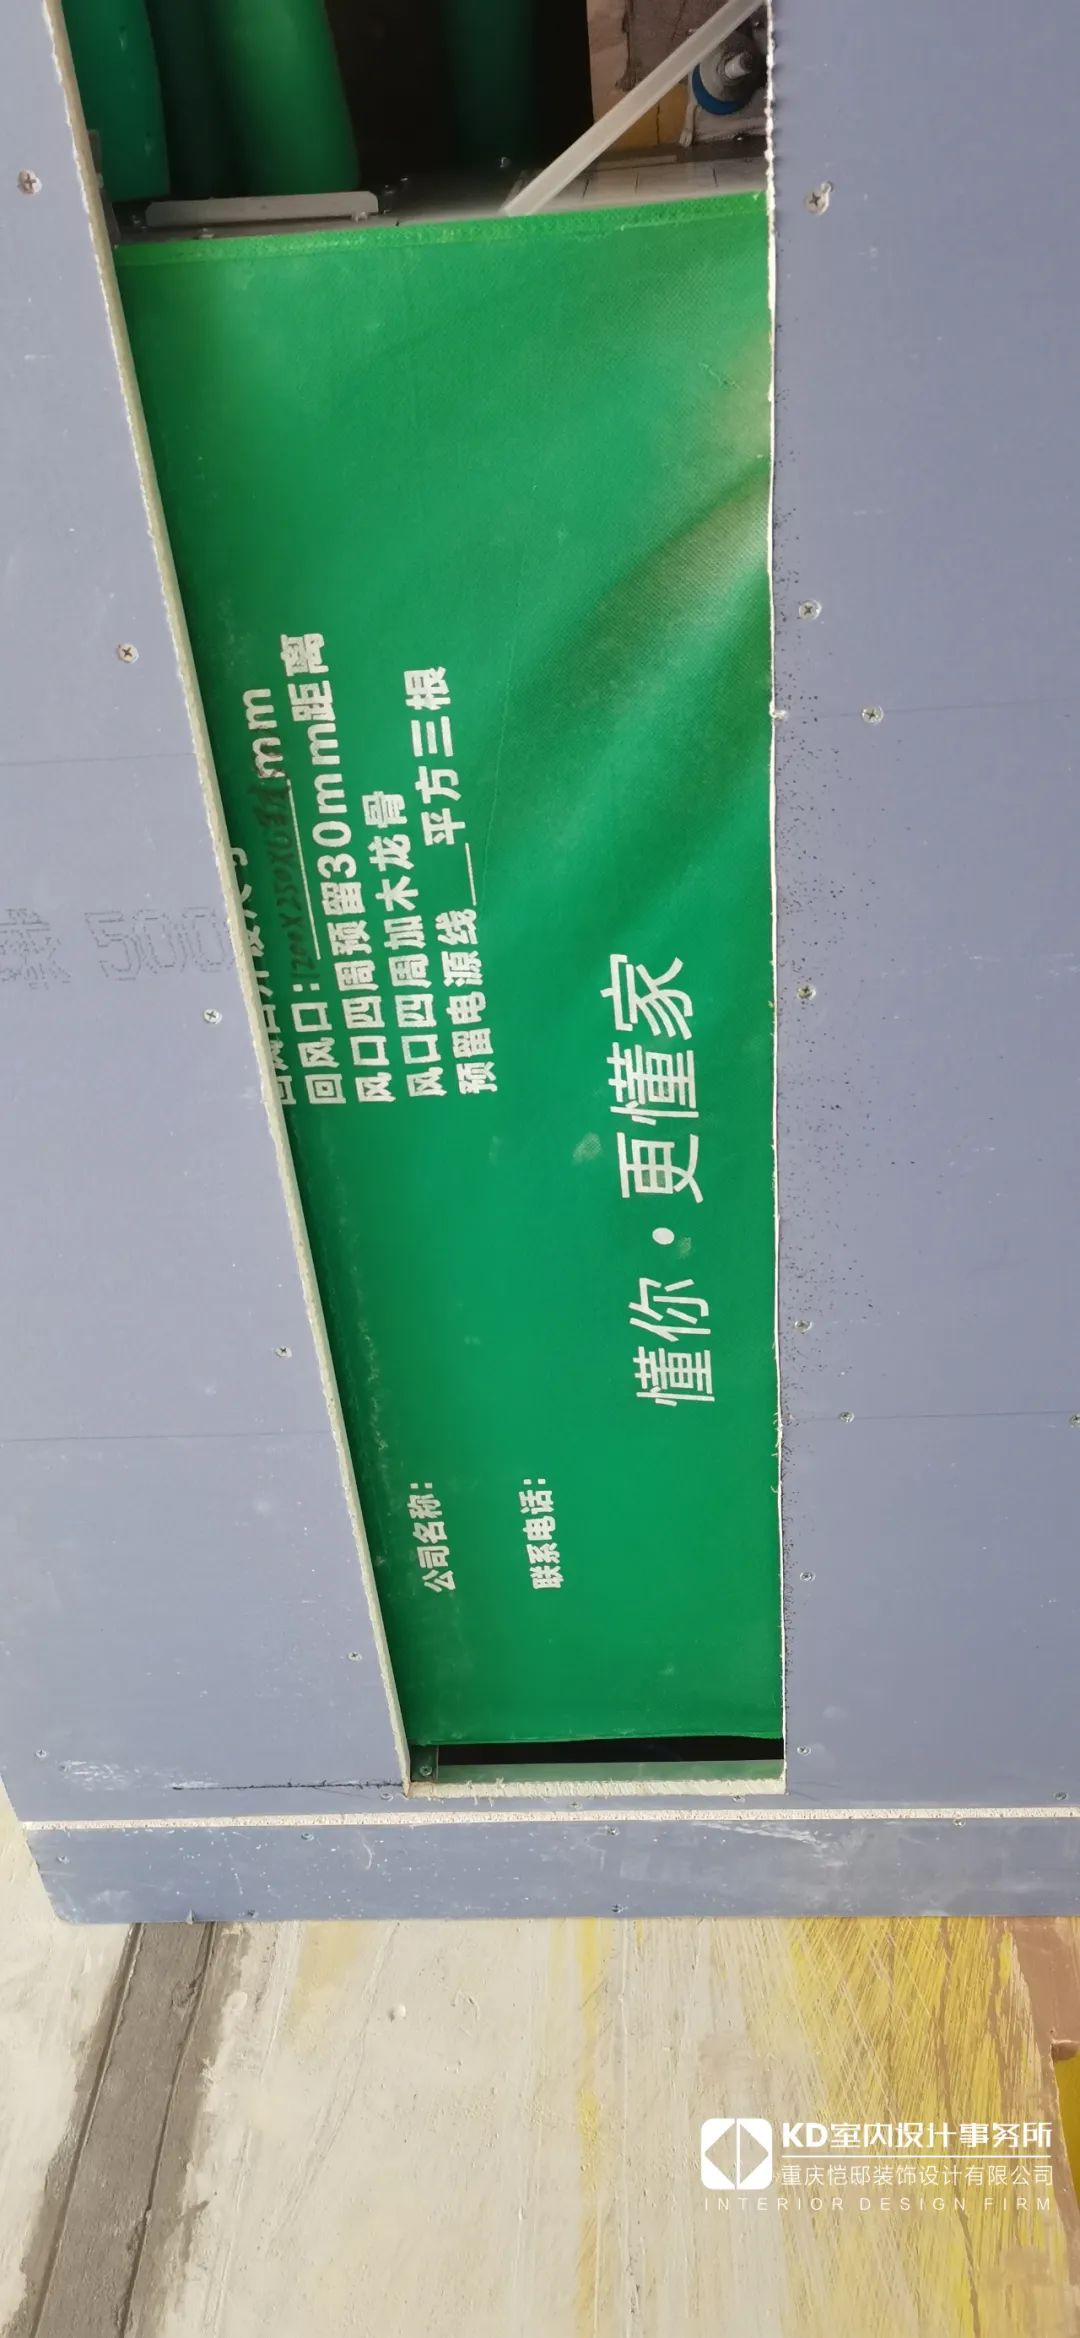 回风口:1200X250X mm
风口四周预留30mm距离
风口四周加木龙骨
预留电源线__平方三根
懂你·更懂家
公司名称:
联系电话:
500
KD室内设计事务所
重庆恺邸装饰设计有限公司
INTERIOR DESIGN FIRM